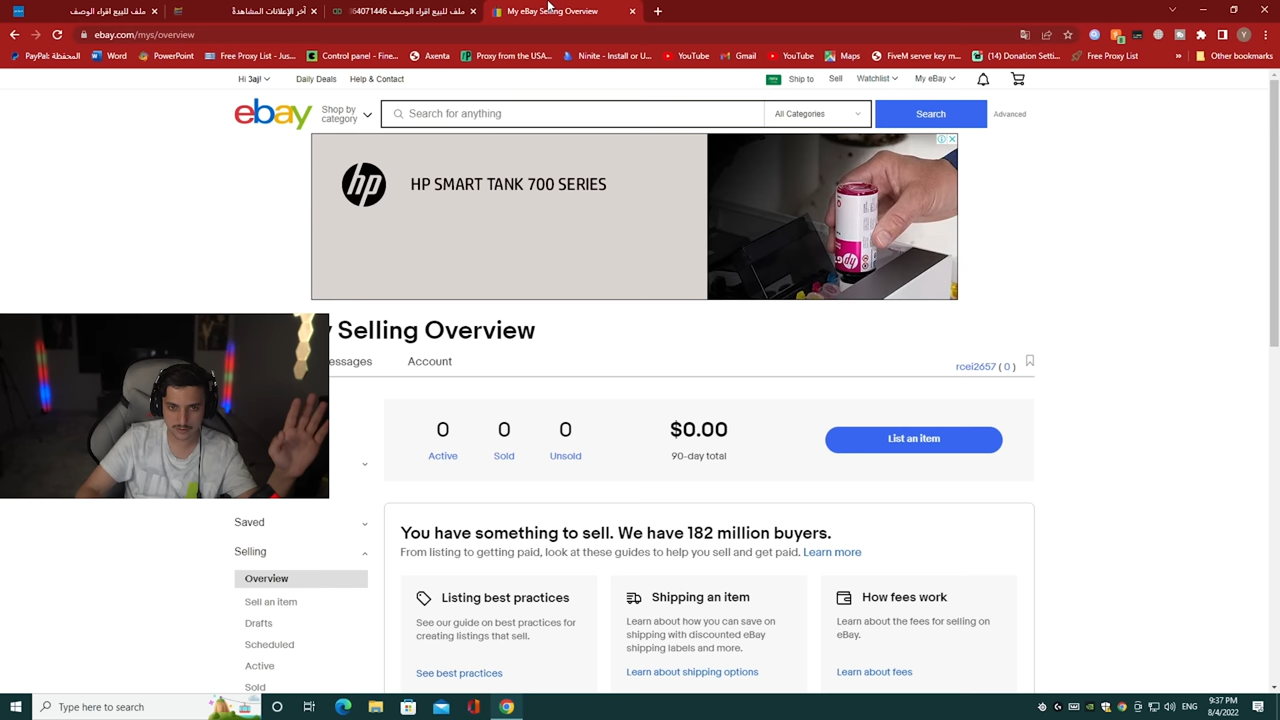 ملف للبيع اقراء الوصف
آخر الإعلانات المشاهدة
ملف للبيع اقراء الوصف 164071446
My eBay Selling Overview
ebay.com/mys/overview
PayPak المحفظة
Word
PowerPoint
Free Proxy List - Jus...
Control panel - Fine...
Axenta
Proxy from the USA...
Ninite - Install or U...
YouTube
Gmail
YouTube
Maps
FiveM server key m...
(14) Donation Setti...
Free Proxy List
»
Other bookmarks
Hi Jaj!
Daily Deals
Help & Contact
Ship to
Sell
Watchlist
My eBay
ebay
Shop by
category
Search for anything
All Categories
Search
Advanced
hp
HP SMART TANK 700 SERIES
Selling Overview
essages
Account
rcei2657 ( 0 )
0
0
0
$0.00
List an item
Active
Sold
Unsold
90-day total
Saved
Selling
Overview
Sell an item
Drafts
Scheduled
Active
Sold
You have something to sell. We have 182 million buyers.
From listing to getting paid, look at these guides to help you sell and get paid. Learn more
Listing best practices
See our guide on best practices for
creating listings that sell.
See best practices
Shipping an item
Learn about how you can save on
shipping with discounted eBay
shipping labels and more.
Learn about shipping options
How fees work
Learn about the fees for selling on
eBay.
Learn about fees
Type here to search
ENG
9:37 PM
8/4/2022